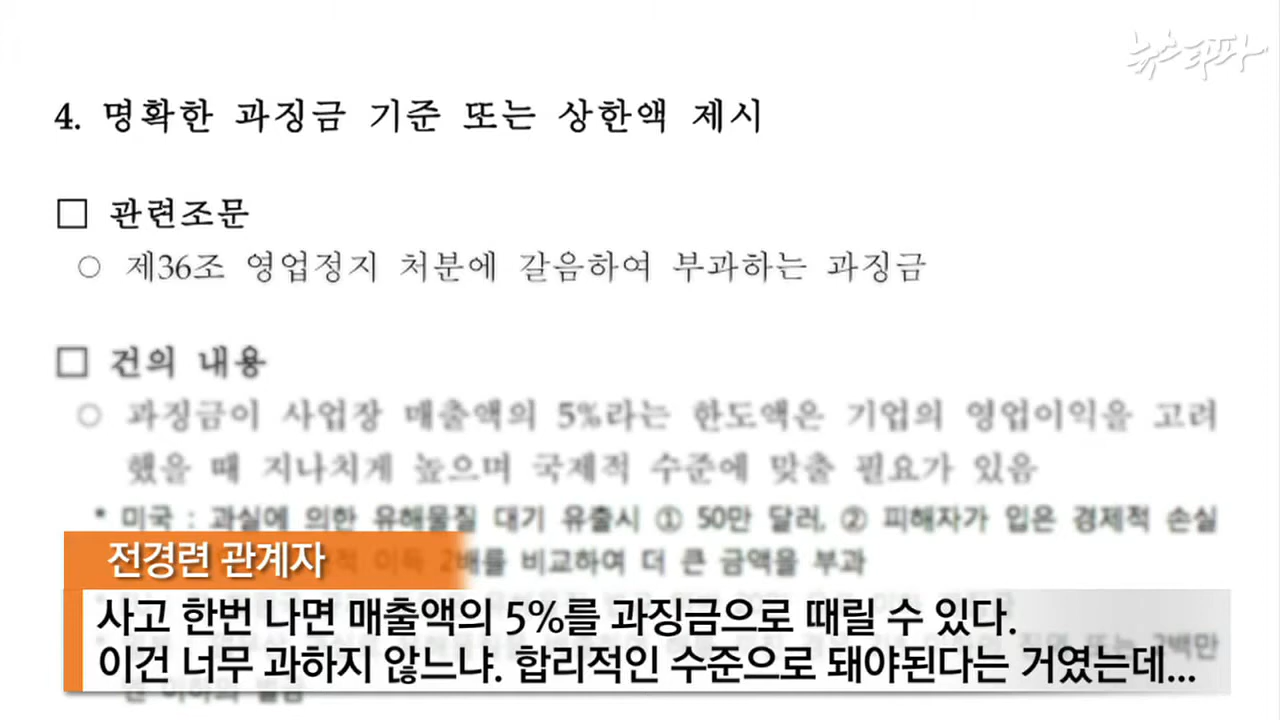 뉴스타파
4. 명확한 과징금 기준 또는 상한액 제시
□ 관련조문
○ 제36조 영업정지 처분에 갈음하여 부과하는 과징금
□ 건의 내용
○ 과징금이 사업장 매출액의 5%라는 한도액은 기업의 영업이익을 고려
했을 때 지나치게 높으며 국제적 수준에 맞출 필요가 있음
* 미국 : 과실에 의한 유해물질 대기 유출시 ① 50만 달러, ② 피해자가 입은 경제적 손실
이득 2배를 비교하여 더 큰 금액을 부과
전경련 관계자
사고 한번 나면 매출액의 5%를 과징금으로 때릴 수 있다.
이건 너무 과하지 않느냐. 합리적인 수준으로 돼야된다는 거였는데...
또는 2백만